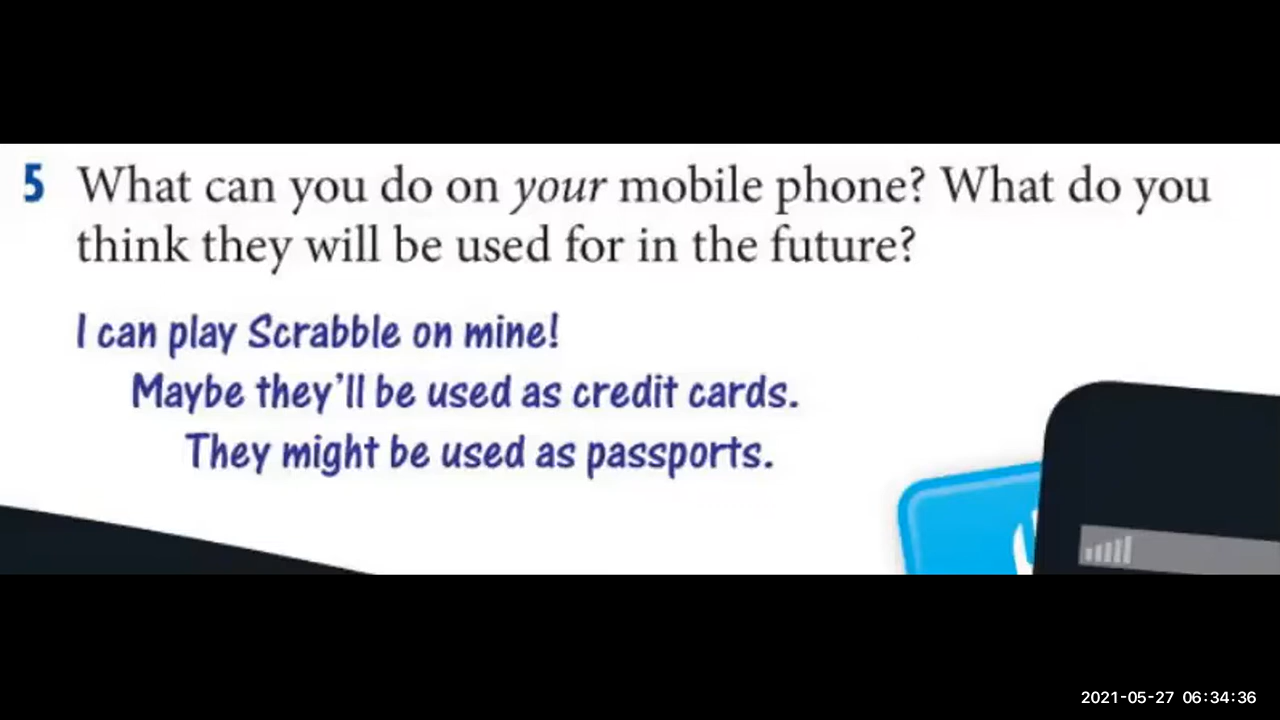 5 What can you do on your mobile phone? What do you
think they will be used for in the future?
I can play Scrabble on mine!
Maybe they'll be used as credit cards.
They might be used as passports.
2021-05-27 06:34:36